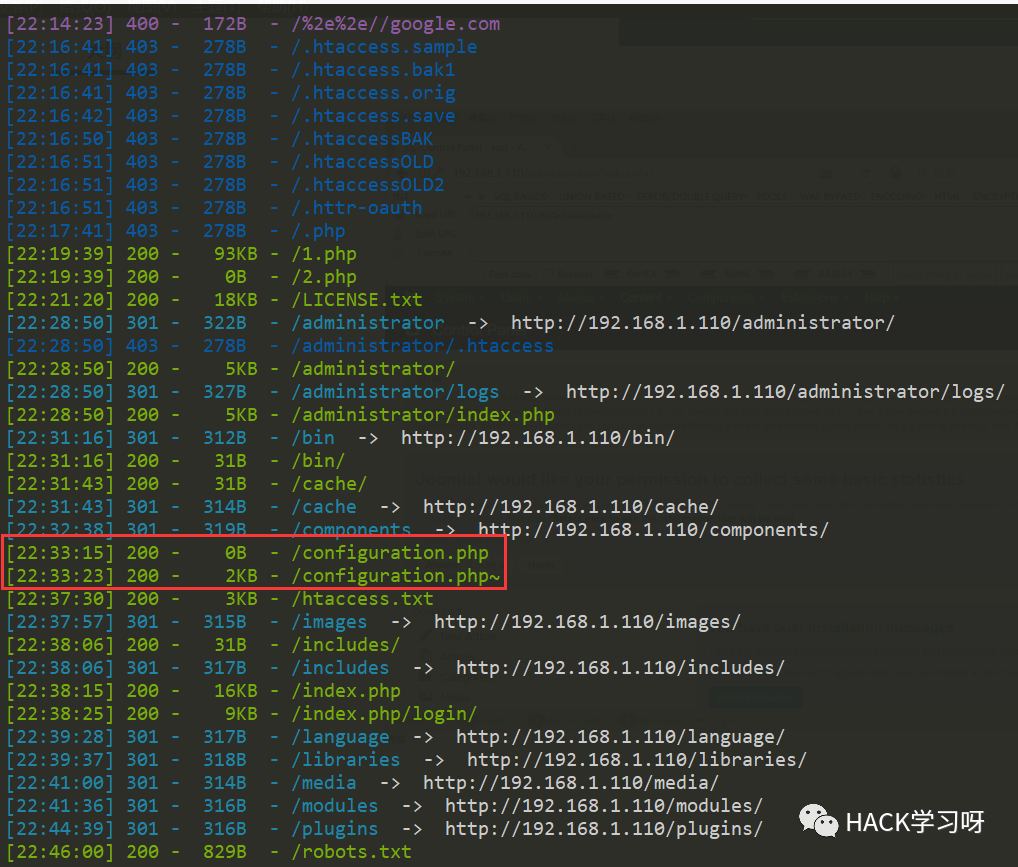 [22:14:23] 400 -   172B  - /%2e%2e//google.com
[22:16:41] 403 -   278B  - /.htaccess.sample
[22:16:41] 403 -   278B  - /.htaccess.bak1
[22:16:41] 403 -   278B  - /.htaccess.orig
[22:16:42] 403 -   278B  - /.htaccess.save
[22:16:50] 403 -   278B  - /.htaccessBAK
[22:16:51] 403 -   278B  - /.htaccessOLD
[22:16:51] 403 -   278B  - /.htaccessOLD2
[22:16:51] 403 -   278B  - /.httr-oauth
[22:17:41] 403 -   278B  - /.php
[22:19:39] 200 -    93KB - /1.php
[22:19:39] 200 -     0B  - /2.php
[22:21:20] 200 -    18KB - /LICENSE.txt
[22:28:50] 301 -   322B  - /administrator  ->  http://192.168.1.110/administrator/
[22:28:50] 403 -   278B  - /administrator/.htaccess
[22:28:50] 200 -     5KB - /administrator/
[22:28:50] 301 -   327B  - /administrator/logs  ->  http://192.168.1.110/administrator/logs/
[22:28:50] 200 -     5KB - /administrator/index.php
[22:31:16] 301 -   312B  - /bin  ->  http://192.168.1.110/bin/
[22:31:16] 200 -    31B  - /bin/
[22:31:43] 200 -    31B  - /cache/
[22:31:43] 301 -   314B  - /cache  ->  http://192.168.1.110/cache/
[22:32:38] 301 -   319B  - /components  ->  http://192.168.1.110/components/
[22:33:15] 200 -     0B  - /configuration.php
[22:33:23] 200 -     2KB - /configuration.php~
[22:37:30] 200 -     3KB - /htaccess.txt
[22:37:57] 301 -   315B  - /images  ->  http://192.168.1.110/images/
[22:38:06] 200 -    31B  - /includes/
[22:38:06] 301 -   317B  - /includes  ->  http://192.168.1.110/includes/
[22:38:15] 200 -    16KB - /index.php
[22:38:25] 200 -     9KB - /index.php/login/
[22:39:28] 301 -   317B  - /language  ->  http://192.168.1.110/language/
[22:39:37] 301 -   318B  - /libraries  ->  http://192.168.1.110/libraries/
[22:41:00] 301 -   314B  - /media  ->  http://192.168.1.110/media/
[22:41:36] 301 -   316B  - /modules  ->  http://192.168.1.110/modules/
[22:44:39] 301 -   316B  - /plugins  ->  http://192.168.1.110/plugins/
[22:46:00] 200 -   829B  - /robots.txt
HACK学习呀